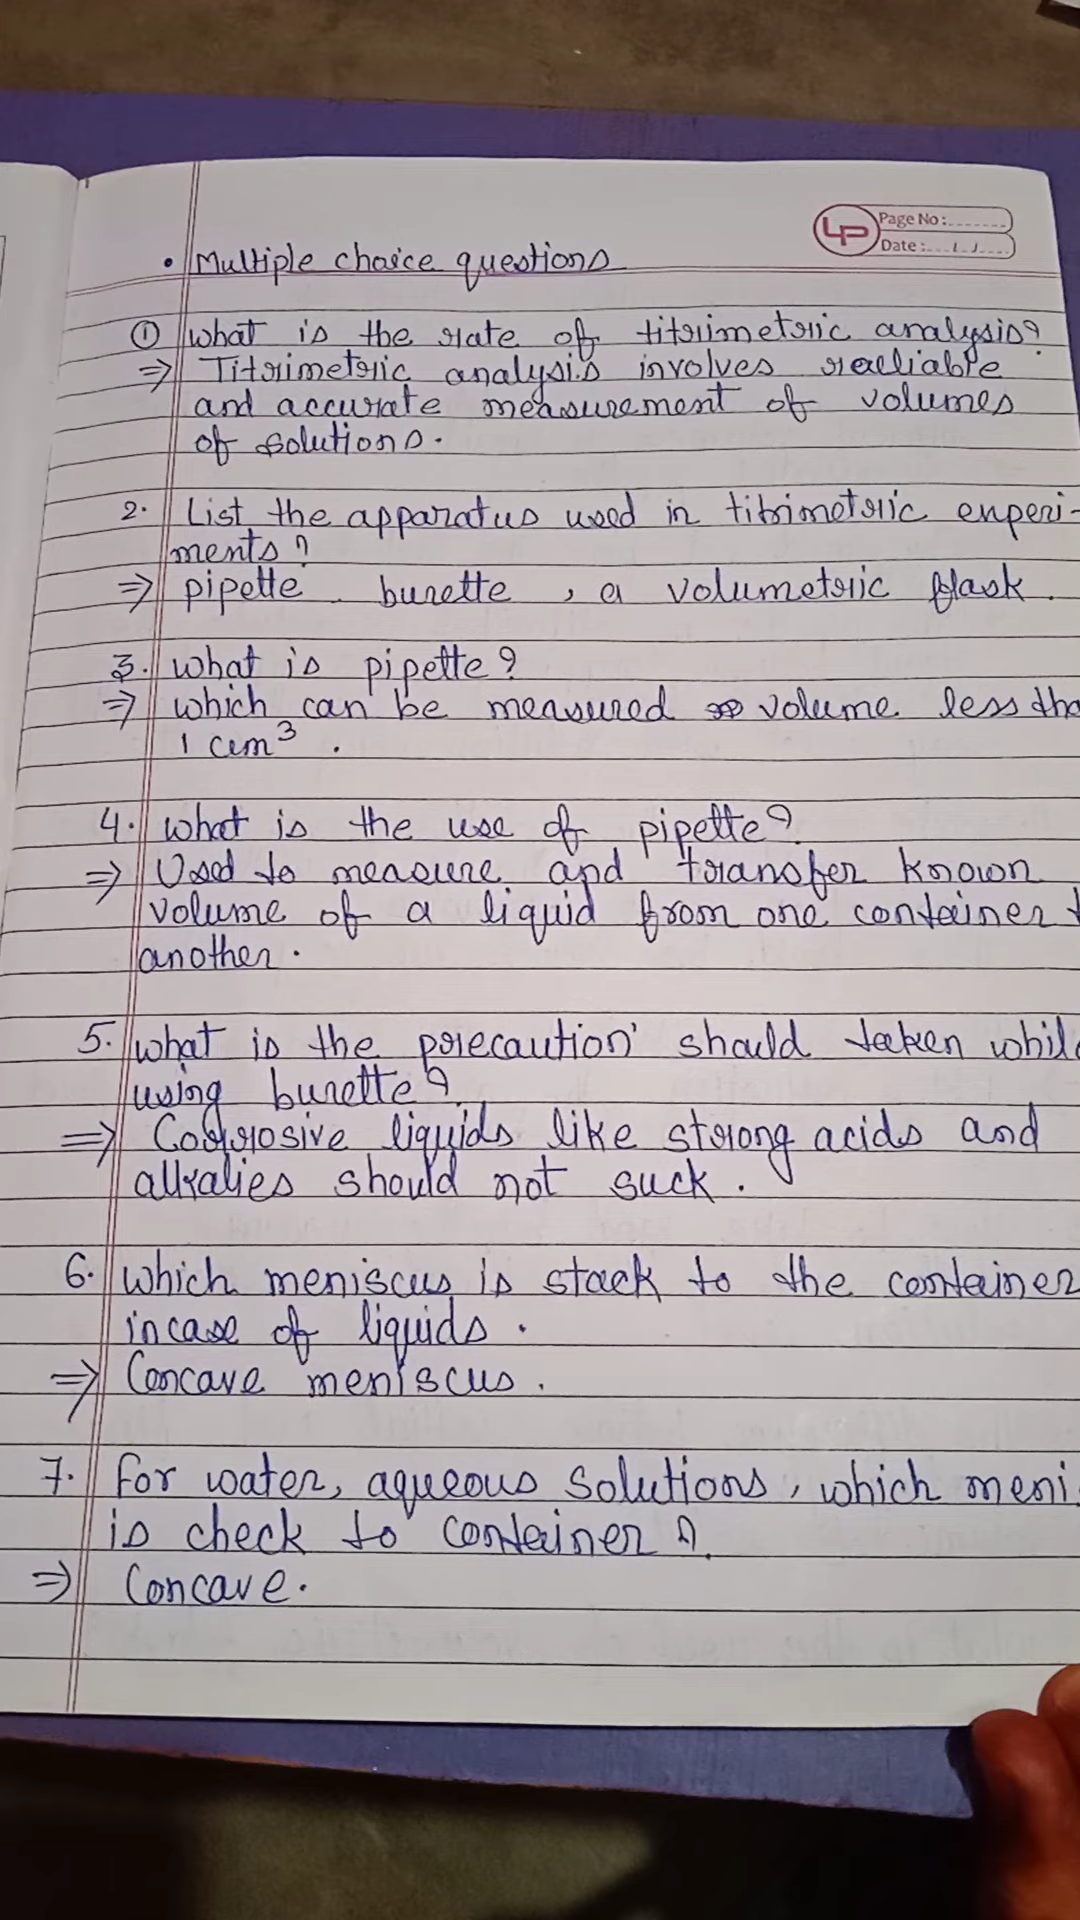 LP
Page No:
Date:
• Multiple choice questions
① what is the rate of titrimetric analysis?
⇒ Titrimetric analysis involves realiable
and accurate measurement of volumes
of solutions.
2. List the apparatus used in titrimetric enperi-
ments?
⇒ pipette. burette, a volumetric flask.
3. what is pipette?
⇒ which can be measured volume less tha
1 cm³.
4. what is the use of pipette?
⇒ Used to measure and transfer known
volume of a liquid from one container t
another.
5. what is the precaution should taken while
using burette?
⇒ Corrosive liquids like strong acids and
alkalies should not suck.
6. which meniscus is stack to the container
incase of liquids.
⇒ Concave meniscus.
7. for water, aqueous solutions, which meni
is check to container?
⇒ Concave.